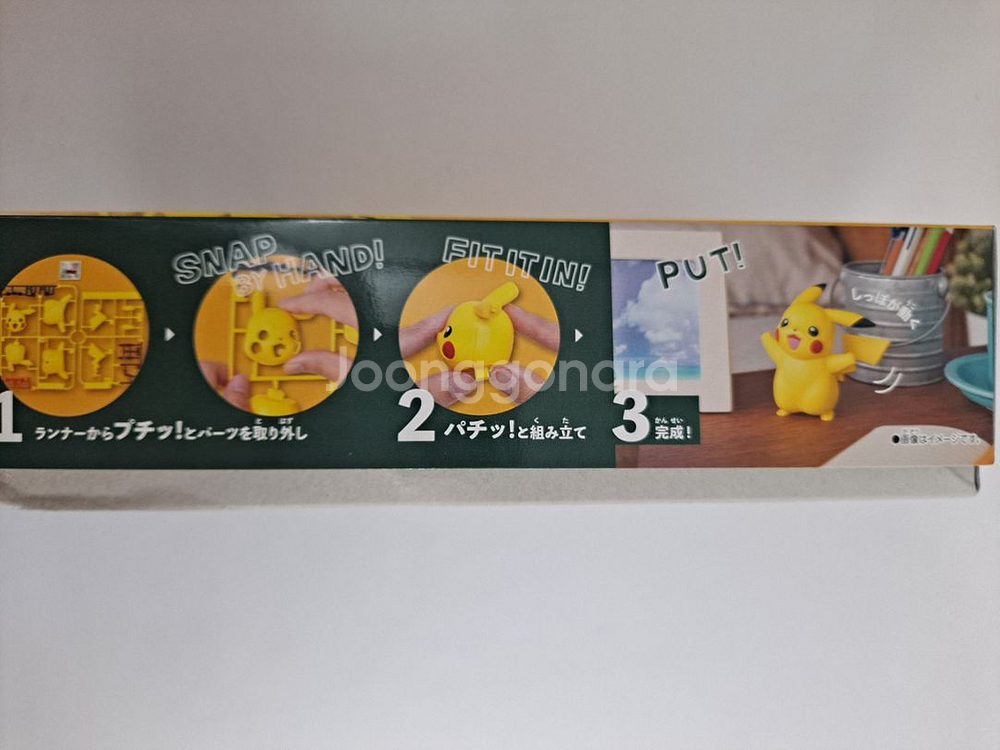 SNAP
BY HAND!
FIT IT IN!
PUT!
しっぽが動く
Joonggonara
1 ランナーからプチッ!とパーツを取り外し
2 パチッ!と組み立て
3 完成!
●画像はイメージです。